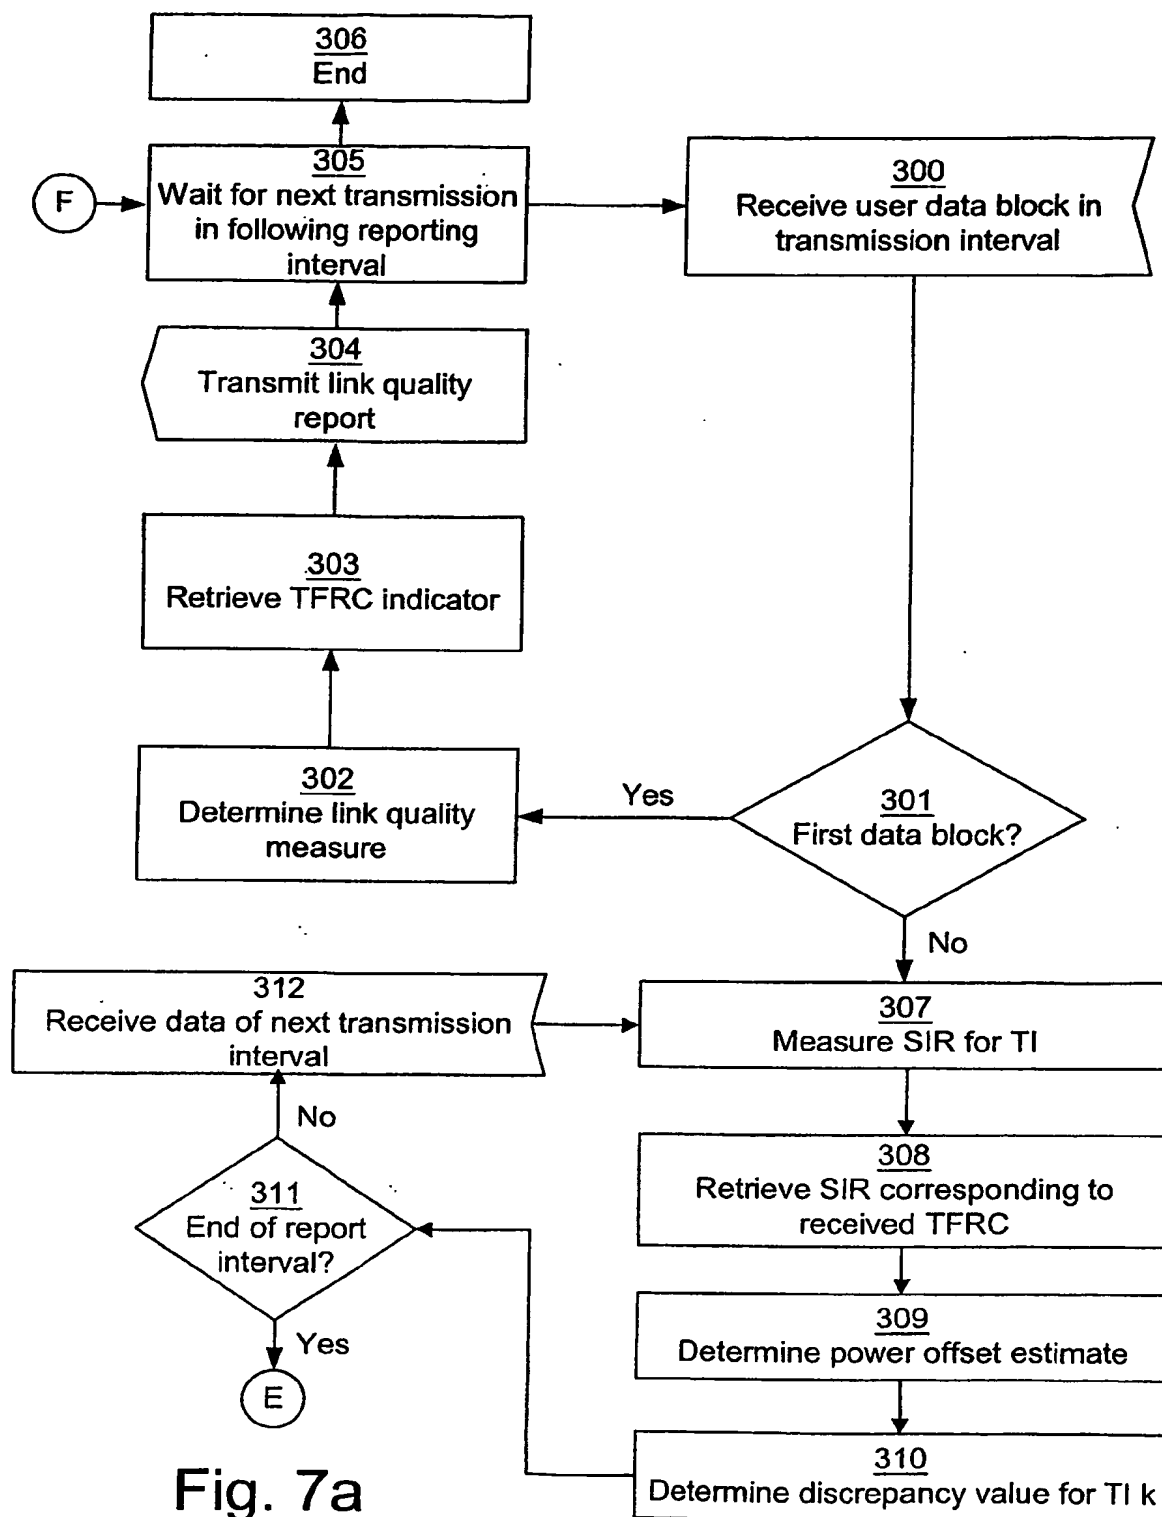 306
End
305
Wait for next transmission
in following reporting
interval
F
300
Receive user data block in
transmission interval
304
Transmit link quality
report
303
Retrieve TFRC indicator
302
Determine link quality
measure
Yes
301
First data block?
No
312
Receive data of next transmission
interval
307
Measure SIR for TI
No
308
Retrieve SIR corresponding to
received TFRC
311
End of report
interval?
309
Determine power offset estimate
Yes
E
310
Determine discrepancy value for TI k
Fig. 7a